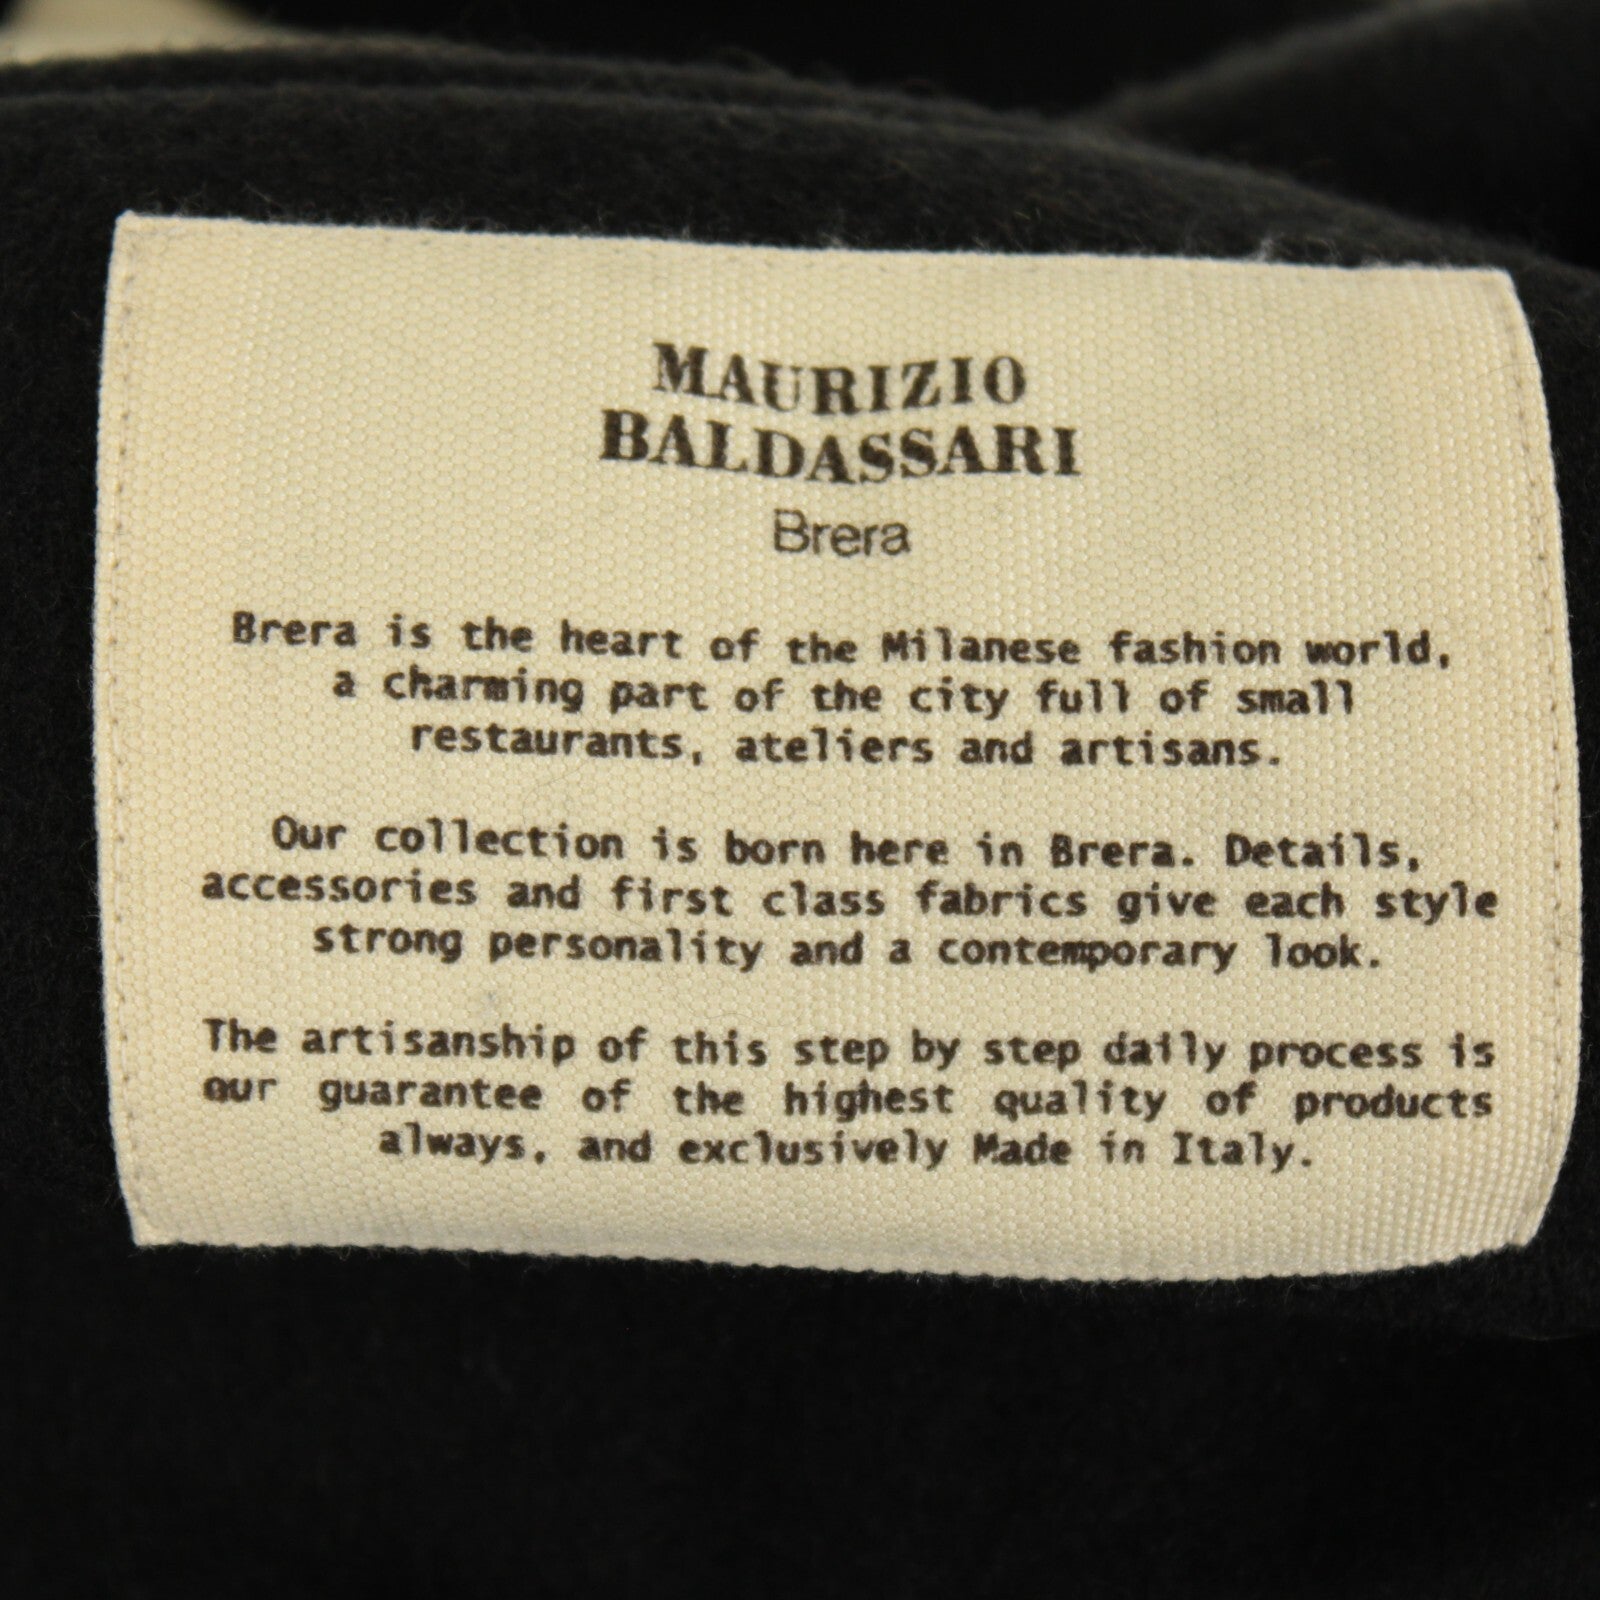 MAURIZIO
BALDASSARI
Brera
Brera is the heart of the Milanese fashion world,
a charming part of the city full of small
restaurants, ateliers and artisans.
Our collection is born here in Brera. Details,
accessories and first class fabrics give each style
strong personality and a contemporary look.
The artisanship of this step by step daily process is
our guarantee of the highest quality of products
always, and exclusively Made in Italy.